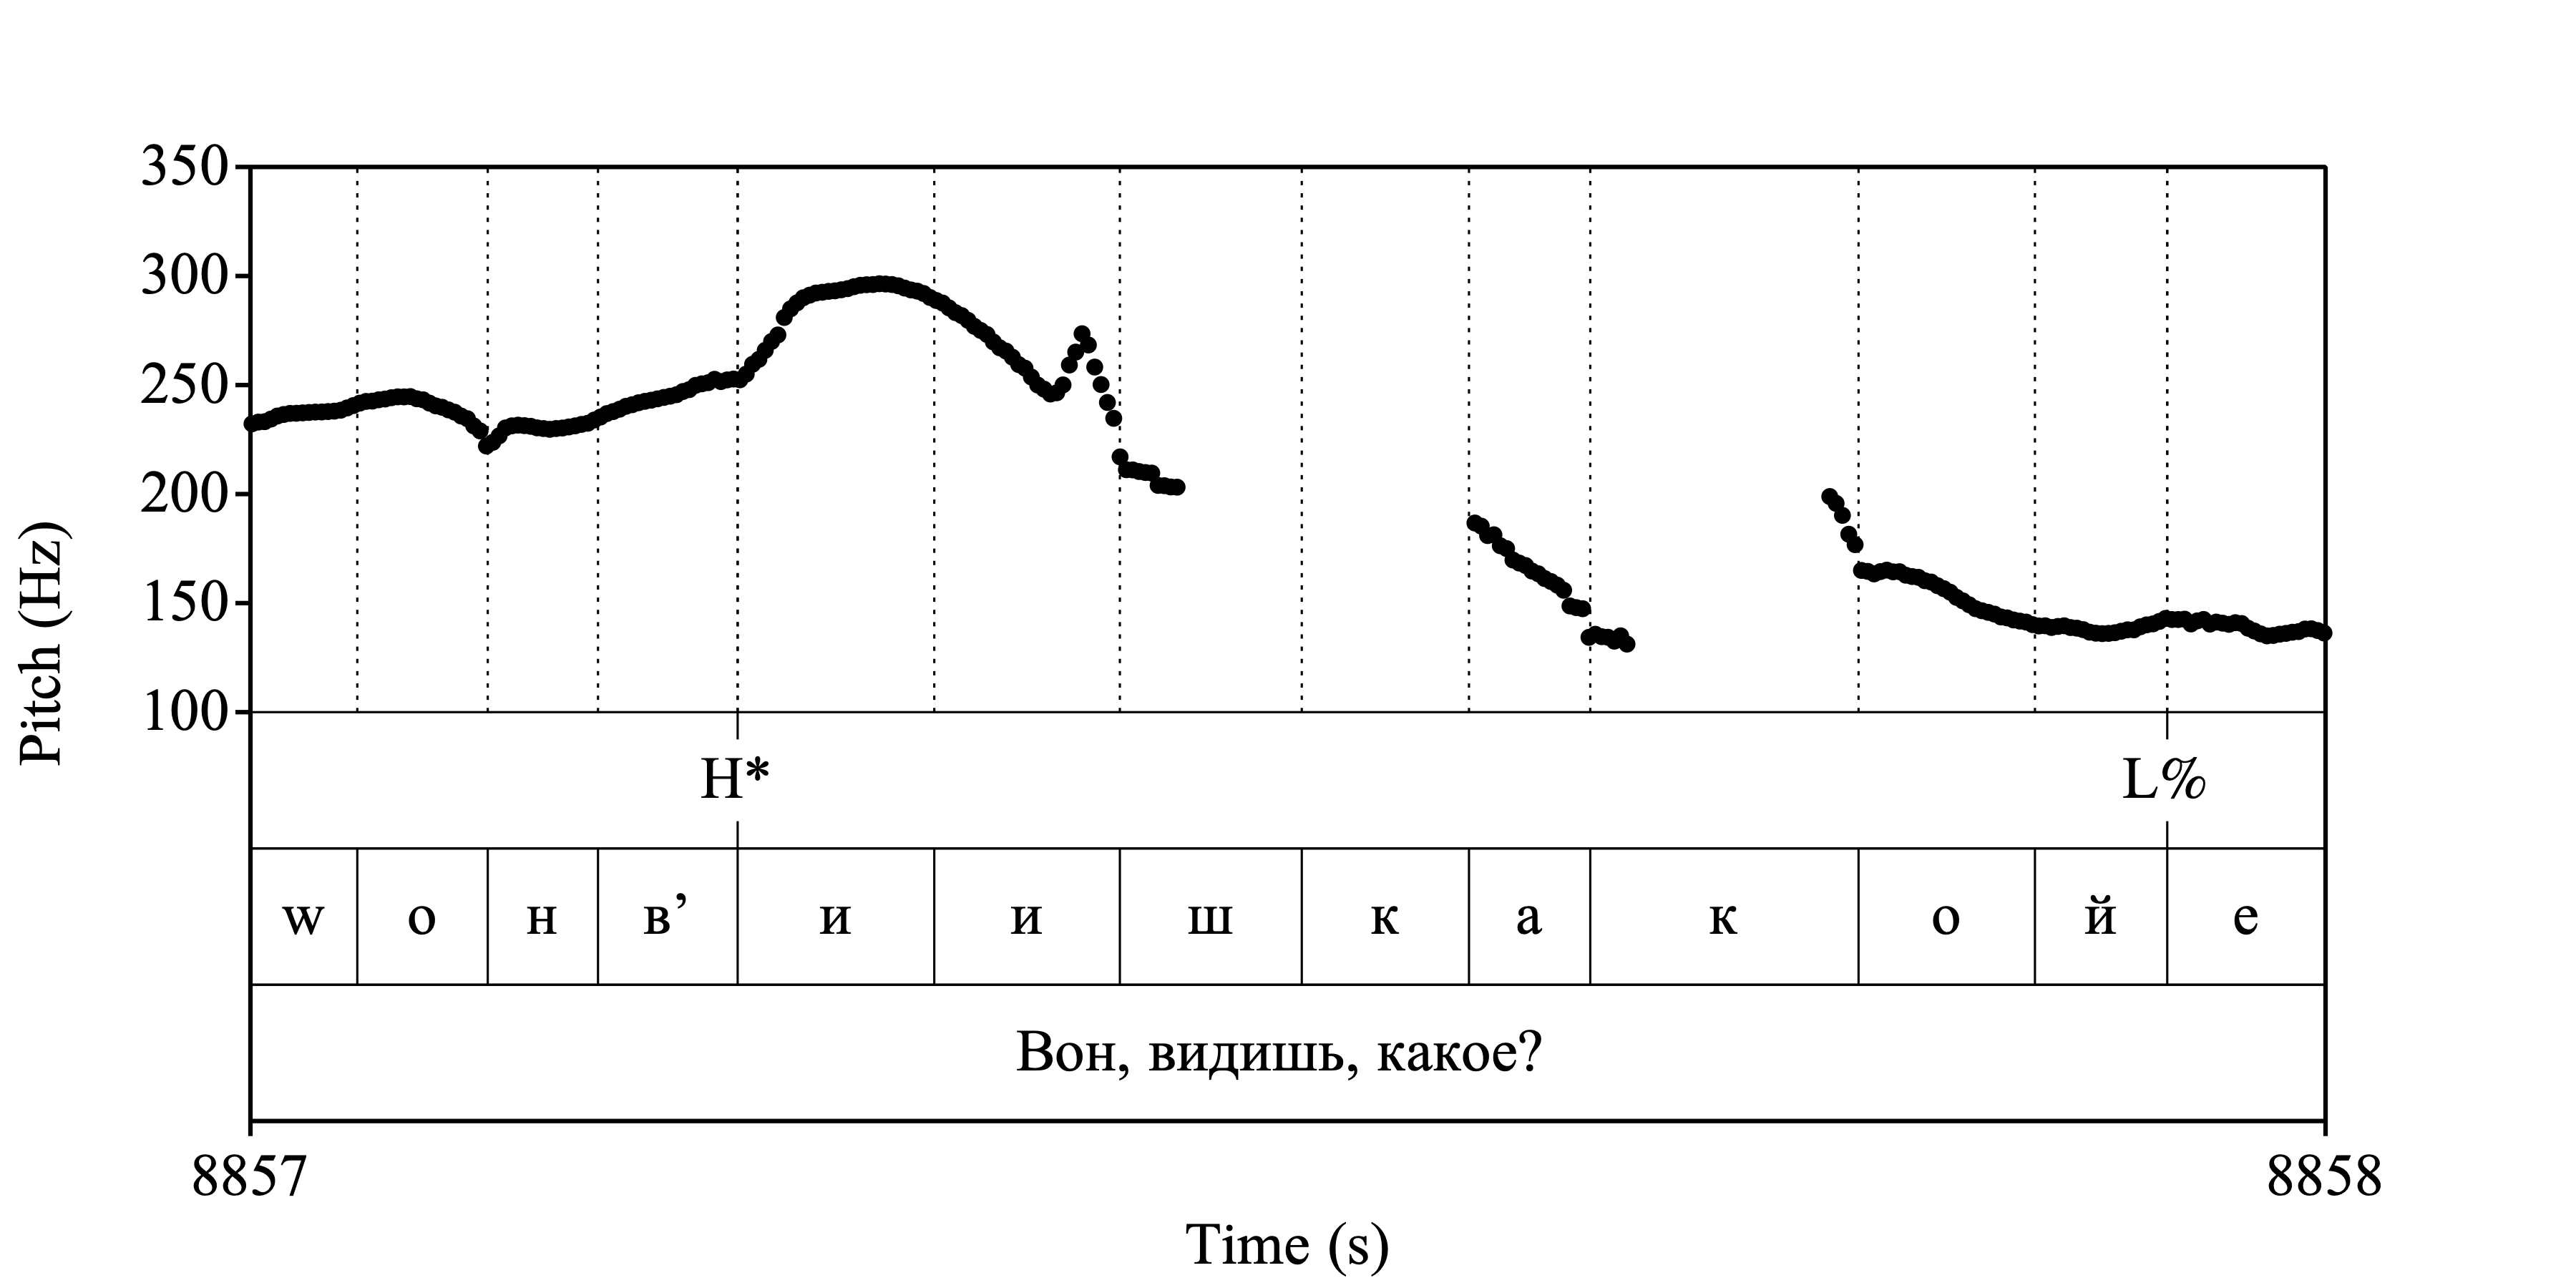 350
300
250
200
150
100
Pitch (Hz)
H* L%
w о н в’ и и ш к а к о й е
Вон, видишь, какое?
8857 8858
Time (s)